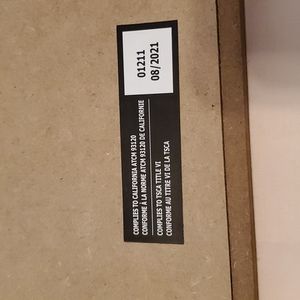 01211
08/2021
COMPLIES TO CALIFORNIA ATCM 93120
CONFORME À LA NORME ATCM 93120 DE CALIFORNIE
COMPLIES TO TSCA TITLE VI
CONFORME AU TITRE VI DE LA TSCA